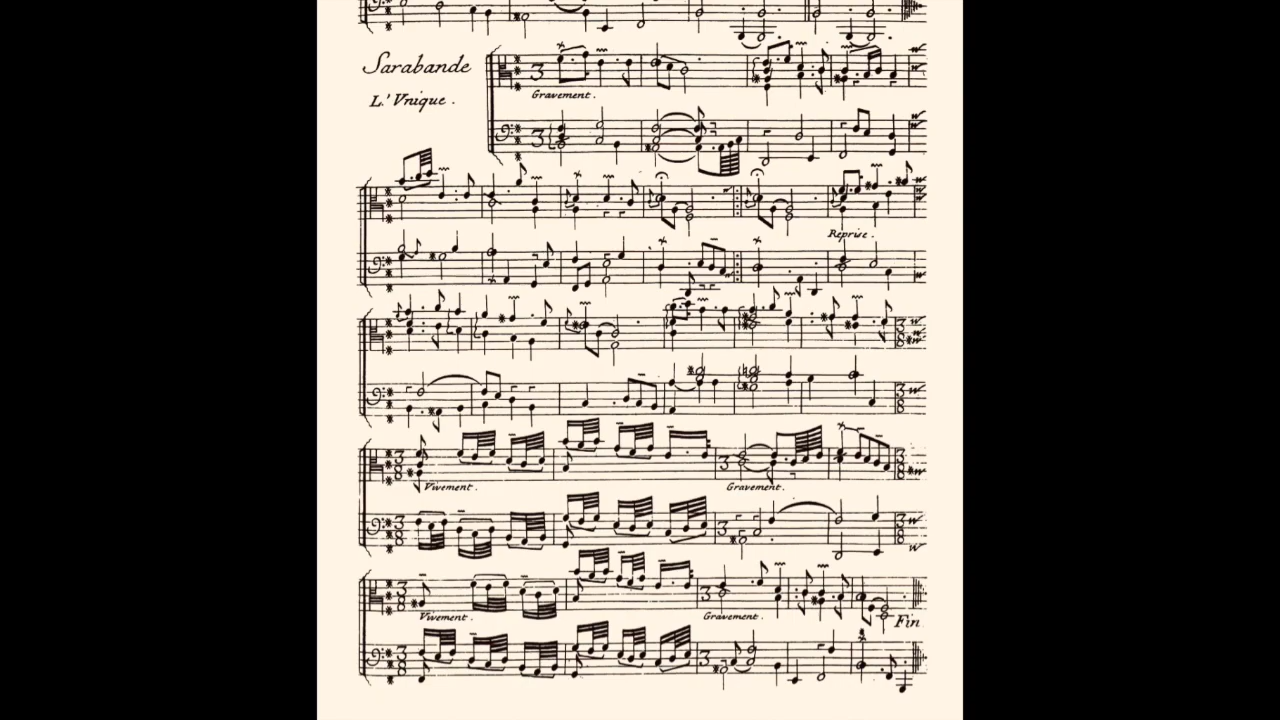 Sarabande
L'Vnique.
Gravement.
Reprise.
Vivement.
Gravement.
Vivement.
Gravement.
Fin